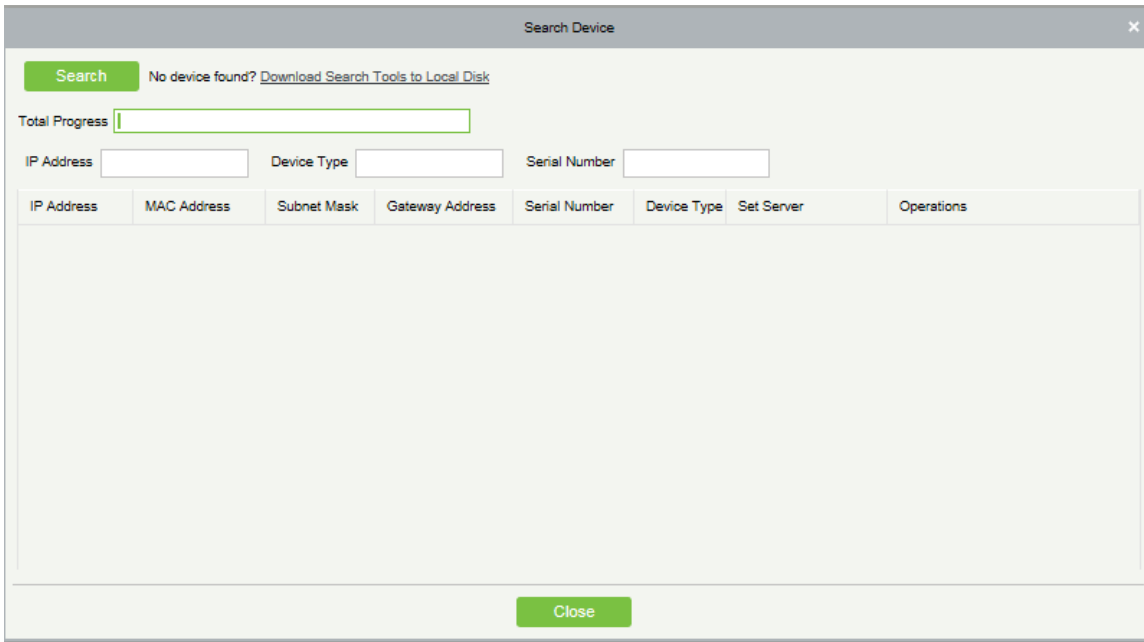 Search Device
Search No device found? Download Search Tools to Local Disk
Total Progress
IP Address Device Type Serial Number
IP Address MAC Address Subnet Mask Gateway Address Serial Number Device Type Set Server Operations
Close